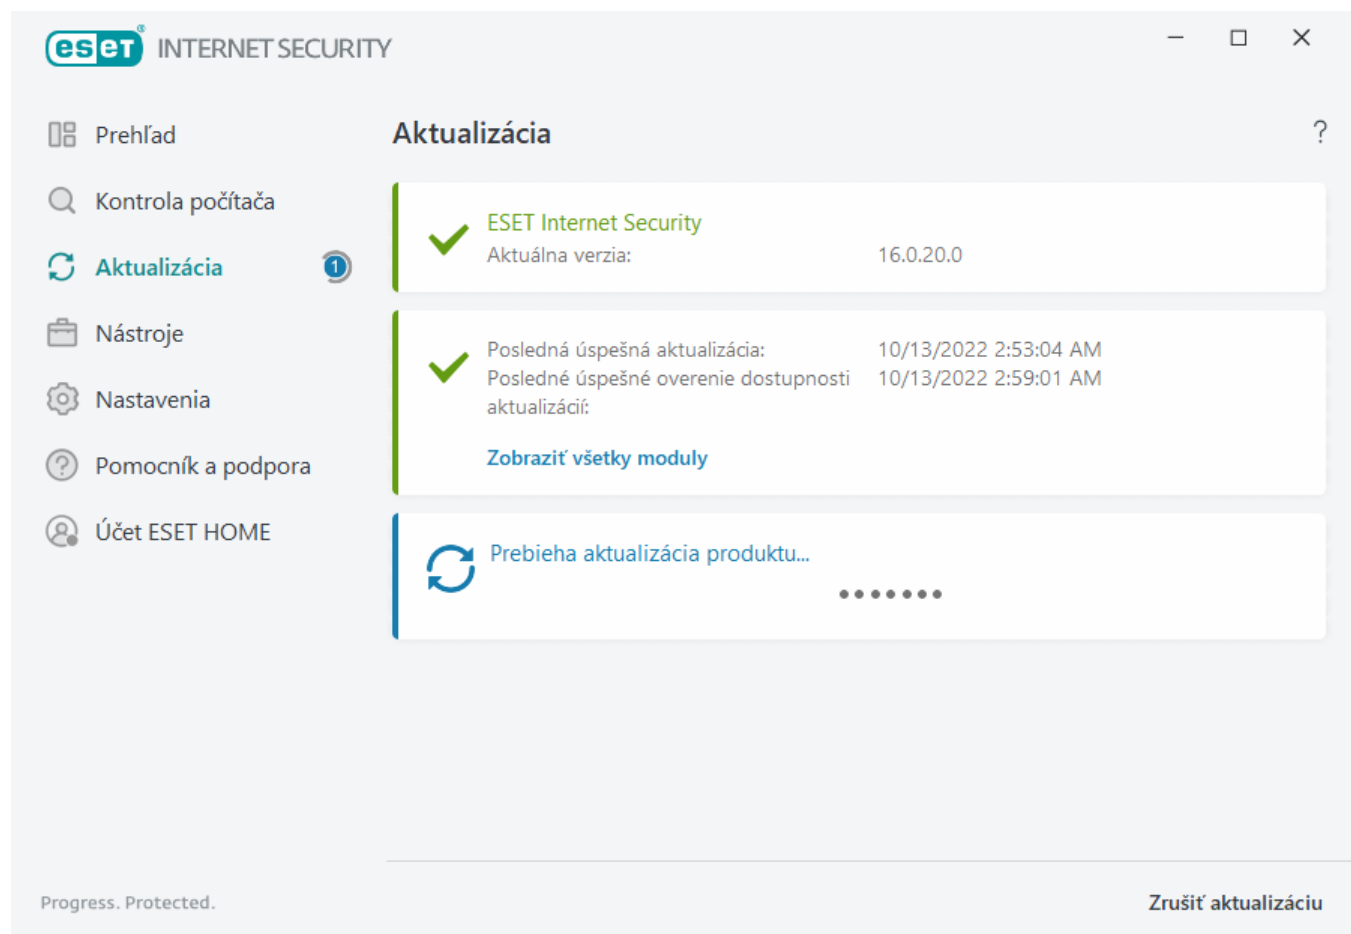 eset® INTERNET SECURITY
Prehľad
Kontrola počítača
Aktualizácia 1
Nástroje
Nastavenia
Pomocník a podpora
Účet ESET HOME
Aktualizácia ?
ESET Internet Security
Aktuálna verzia: 16.0.20.0
Posledná úspešná aktualizácia: 10/13/2022 2:53:04 AM
Posledné úspešné overenie dostupnosti 10/13/2022 2:59:01 AM
aktualizácií:
Zobraziť všetky moduly
Prebieha aktualizácia produktu...
Progress. Protected.
Zrušiť aktualizáciu